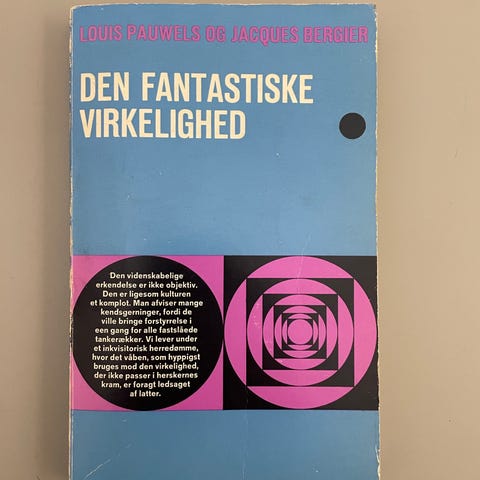 LOUIS PAUWELS OG JACQUES BERGIER
DEN FANTASTISKE
VIRKELIGHED
Den videnskabelige
erkendelse er ikke objektiv.
Den er ligesom kulturen
et komplot. Man afviser mange
kendsgerninger, fordi de
ville bringe forstyrrelse i
een gang for alle fastslåede
tankerækker. Vi lever under
et inkvisitorisk herredømme,
hvor det våben, som hyppigst
bruges mod den virkelighed,
der ikke passer i herskernes
kram, er foragt ledsaget
af latter.